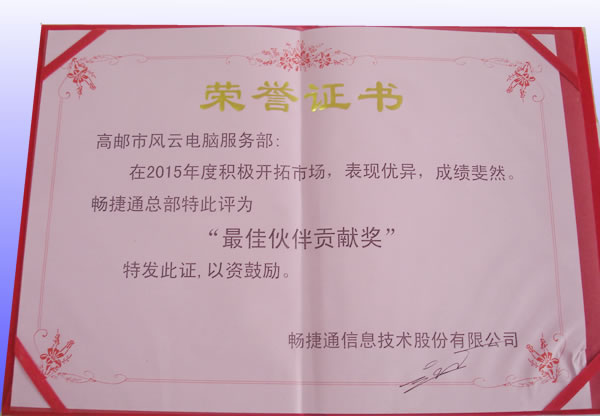 荣誉证书
高邮市风云电脑服务部:
在2015年度积极开拓市场，表现优异，成绩斐然。
畅捷通总部特此评为
“最佳伙伴贡献奖”
特发此证,以资鼓励。
畅捷通信息技术股份有限公司